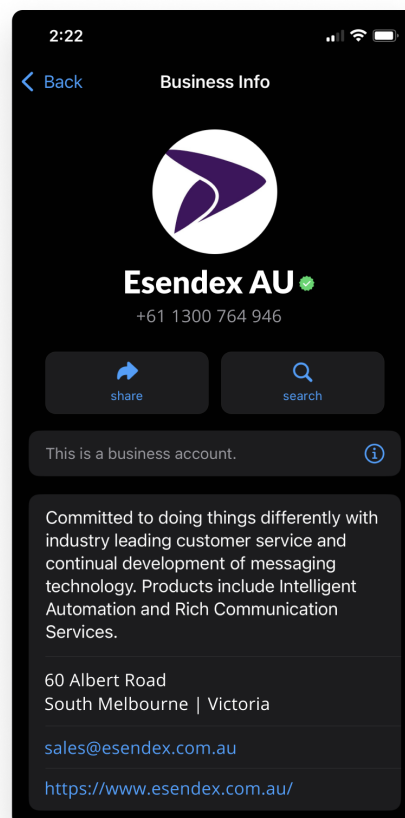 2:22
Back
Business Info
Esendex AU
+61 1300 764 946
share
search
This is a business account.
Committed to doing things differently with
industry leading customer service and
continual development of messaging
technology. Products include Intelligent
Automation and Rich Communication
Services.
60 Albert Road
South Melbourne | Victoria
sales@esendex.com.au
https://www.esendex.com.au/